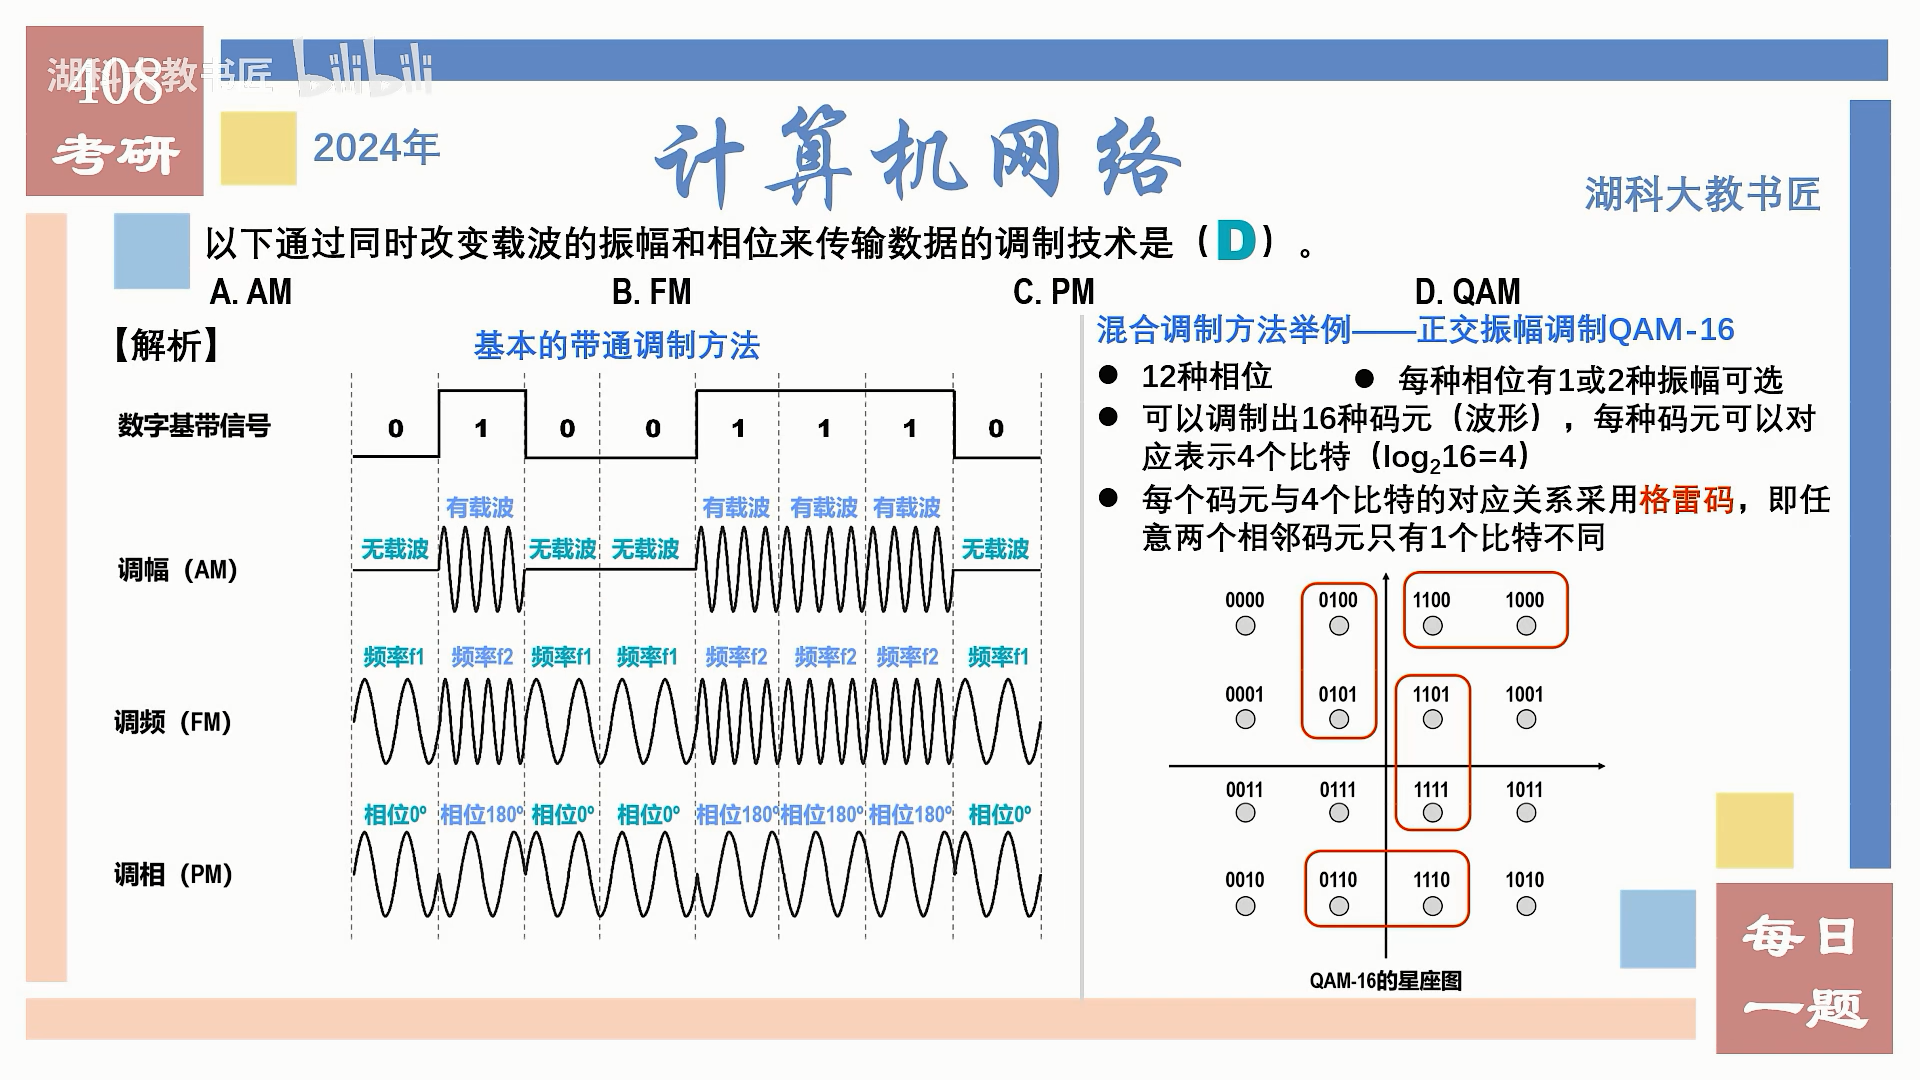 湖科大教书匠 bilibili
408
考研
2024年
计算机网络
湖科大教书匠
以下通过同时改变载波的振幅和相位来传输数据的调制技术是（D）。
A. AM B. FM C. PM D. QAM
【解析】
基本的带通调制方法
数字基带信号
0 1 0 0 1 1 1 0
有载波 有载波 有载波 有载波
无载波 无载波 无载波 无载波
调幅（AM）
频率f1 频率f2 频率f1 频率f1 频率f2 频率f2 频率f2 频率f1
调频（FM）
相位0° 相位180° 相位0° 相位0° 相位180° 相位180° 相位180° 相位0°
调相（PM）
混合调制方法举例——正交振幅调制QAM-16
● 12种相位 ● 每种相位有1或2种振幅可选
● 可以调制出16种码元（波形），每种码元可以对
应表示4个比特（log₂16=4）
● 每个码元与4个比特的对应关系采用格雷码，即任
意两个相邻码元只有1个比特不同
0000 0100 1100 1000
0001 0101 1101 1001
0011 0111 1111 1011
0010 0110 1110 1010
QAM-16的星座图
每日
一题